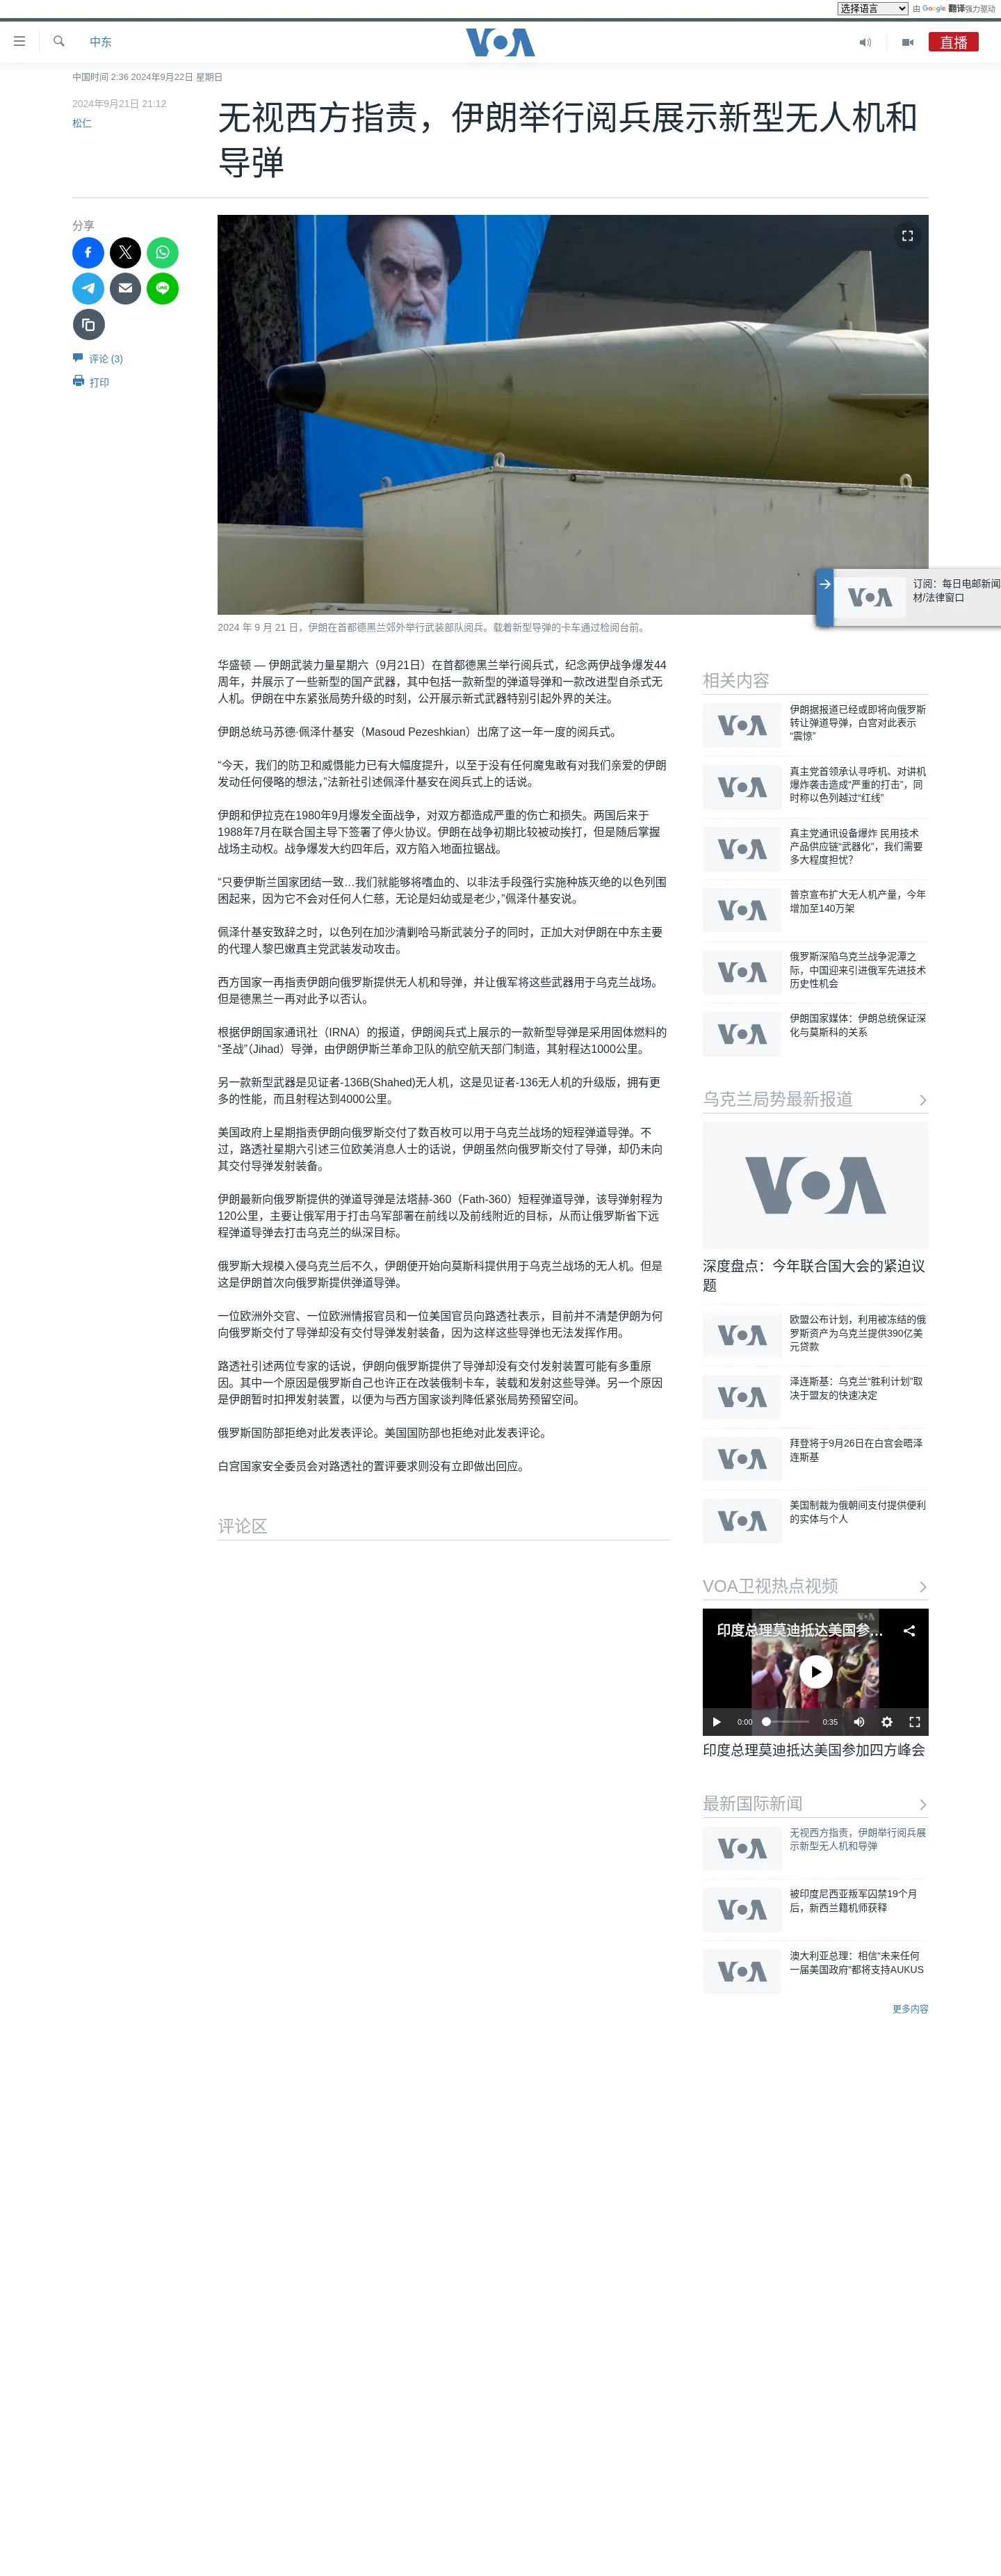 选择语言
由 Google 翻译强力驱动
中东
VOA
直播
中国时间 2:36 2024年9月22日 星期日
2024年9月21日 21:12
松仁
无视西方指责，伊朗举行阅兵展示新型无人机和
导弹
分享
LINE
评论 (3)
打印
2024 年 9 月 21 日，伊朗在首都德黑兰郊外举行武装部队阅兵。载着新型导弹的卡车通过检阅台前。
VOA
订阅：每日电邮新闻
材/法律窗口
华盛顿 — 伊朗武装力量星期六（9月21日）在首都德黑兰举行阅兵式，纪念两伊战争爆发44
周年，并展示了一些新型的国产武器，其中包括一款新型的弹道导弹和一款改进型自杀式无
人机。伊朗在中东紧张局势升级的时刻，公开展示新式武器特别引起外界的关注。
伊朗总统马苏德·佩泽什基安（Masoud Pezeshkian）出席了这一年一度的阅兵式。
“今天，我们的防卫和威慑能力已有大幅度提升，以至于没有任何魔鬼敢有对我们亲爱的伊朗
发动任何侵略的想法，”法新社引述佩泽什基安在阅兵式上的话说。
伊朗和伊拉克在1980年9月爆发全面战争，对双方都造成严重的伤亡和损失。两国后来于
1988年7月在联合国主导下签署了停火协议。伊朗在战争初期比较被动挨打，但是随后掌握
战场主动权。战争爆发大约四年后，双方陷入地面拉锯战。
“只要伊斯兰国家团结一致…我们就能够将嗜血的、以非法手段强行实施种族灭绝的以色列围
困起来，因为它不会对任何人仁慈，无论是妇幼或是老少，”佩泽什基安说。
佩泽什基安致辞之时，以色列在加沙清剿哈马斯武装分子的同时，正加大对伊朗在中东主要
的代理人黎巴嫩真主党武装发动攻击。
西方国家一再指责伊朗向俄罗斯提供无人机和导弹，并让俄军将这些武器用于乌克兰战场。
但是德黑兰一再对此予以否认。
根据伊朗国家通讯社（IRNA）的报道，伊朗阅兵式上展示的一款新型导弹是采用固体燃料的
“圣战”（Jihad）导弹，由伊朗伊斯兰革命卫队的航空航天部门制造，其射程达1000公里。
另一款新型武器是见证者-136B(Shahed)无人机，这是见证者-136无人机的升级版，拥有更
多的性能，而且射程达到4000公里。
美国政府上星期指责伊朗向俄罗斯交付了数百枚可以用于乌克兰战场的短程弹道导弹。不
过，路透社星期六引述三位欧美消息人士的话说，伊朗虽然向俄罗斯交付了导弹，却仍未向
其交付导弹发射装备。
伊朗最新向俄罗斯提供的弹道导弹是法塔赫-360（Fath-360）短程弹道导弹，该导弹射程为
120公里，主要让俄军用于打击乌军部署在前线以及前线附近的目标，从而让俄罗斯省下远
程弹道导弹去打击乌克兰的纵深目标。
俄罗斯大规模入侵乌克兰后不久，伊朗便开始向莫斯科提供用于乌克兰战场的无人机。但是
这是伊朗首次向俄罗斯提供弹道导弹。
一位欧洲外交官、一位欧洲情报官员和一位美国官员向路透社表示，目前并不清楚伊朗为何
向俄罗斯交付了导弹却没有交付导弹发射装备，因为这样这些导弹也无法发挥作用。
路透社引述两位专家的话说，伊朗向俄罗斯提供了导弹却没有交付发射装置可能有多重原
因。其中一个原因是俄罗斯自己也许正在改装俄制卡车，装载和发射这些导弹。另一个原因
是伊朗暂时扣押发射装置，以便为与西方国家谈判降低紧张局势预留空间。
俄罗斯国防部拒绝对此发表评论。美国国防部也拒绝对此发表评论。
白宫国家安全委员会对路透社的置评要求则没有立即做出回应。
评论区
相关内容
VOA
伊朗据报道已经或即将向俄罗斯
转让弹道导弹，白宫对此表示
“震惊”
VOA
真主党首领承认寻呼机、对讲机
爆炸袭击造成“严重的打击”，同
时称以色列越过“红线”
VOA
真主党通讯设备爆炸 民用技术
产品供应链“武器化”，我们需要
多大程度担忧？
VOA
普京宣布扩大无人机产量，今年
增加至140万架
VOA
俄罗斯深陷乌克兰战争泥潭之
际，中国迎来引进俄军先进技术
历史性机会
VOA
伊朗国家媒体：伊朗总统保证深
化与莫斯科的关系
乌克兰局势最新报道
VOA
深度盘点：今年联合国大会的紧迫议
题
VOA
欧盟公布计划，利用被冻结的俄
罗斯资产为乌克兰提供390亿美
元贷款
VOA
泽连斯基：乌克兰“胜利计划”取
决于盟友的快速决定
VOA
拜登将于9月26日在白宫会晤泽
连斯基
VOA
美国制裁为俄朝间支付提供便利
的实体与个人
VOA卫视热点视频
VOA
印度总理莫迪抵达美国参...
0:00
0:35
印度总理莫迪抵达美国参加四方峰会
最新国际新闻
VOA
无视西方指责，伊朗举行阅兵展
示新型无人机和导弹
VOA
被印度尼西亚叛军囚禁19个月
后，新西兰籍机师获释
VOA
澳大利亚总理：相信“未来任何
一届美国政府”都将支持AUKUS
更多内容